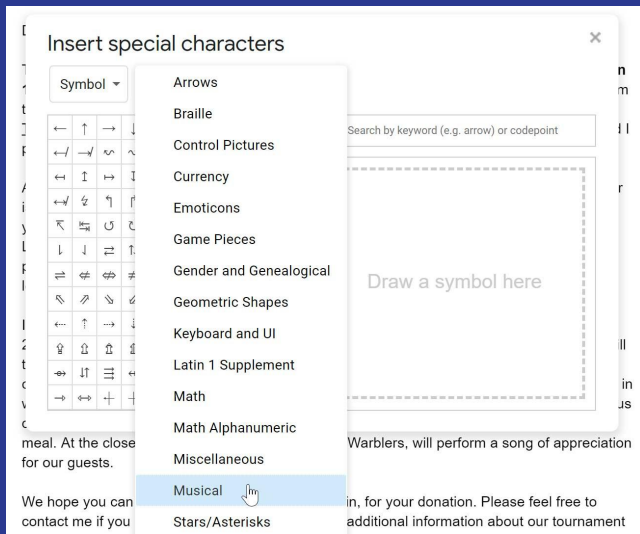 Insert special characters
×
Symbol
Arrows
Braille
Control Pictures
Currency
Emoticons
Game Pieces
Gender and Genealogical
Geometric Shapes
Keyboard and UI
Latin 1 Supplement
Math
Math Alphanumeric
Miscellaneous
Musical
Stars/Asterisks
Search by keyword (e.g. arrow) or codepoint
Draw a symbol here
meal. At the close Warblers, will perform a song of appreciation
for our guests.
We hope you can in, for your donation. Please feel free to
contact me if you additional information about our tournament